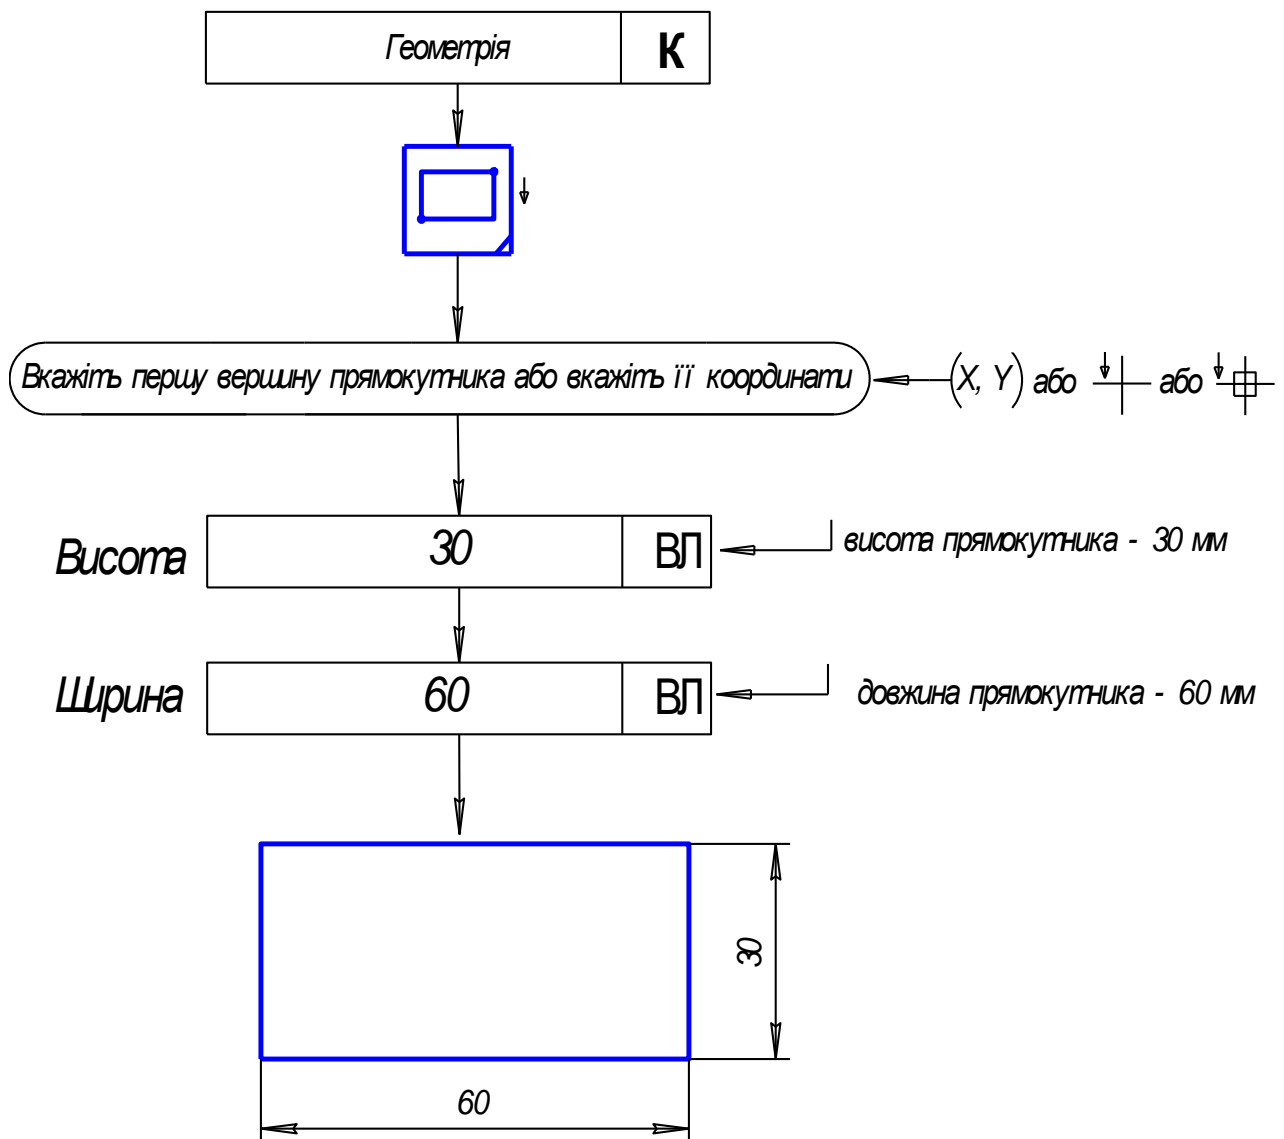 Геометрія К
Вкажіть першу вершину прямокутника або вкажіть її координати (X, Y) або або
Висота 30 ВЛ висота прямокутника - 30 мм
Ширина 60 ВЛ довжина прямокутника - 60 мм
30
60